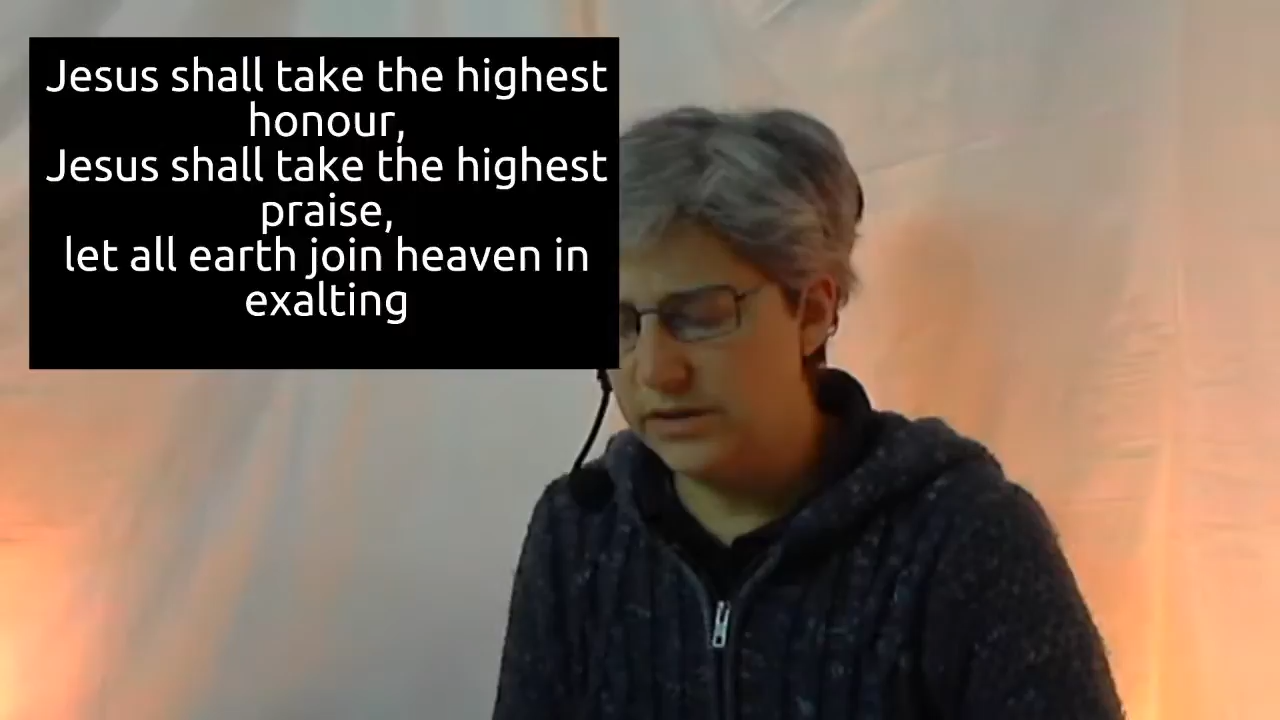 Jesus shall take the highest
honour,
Jesus shall take the highest
praise,
let all earth join heaven in
exalting